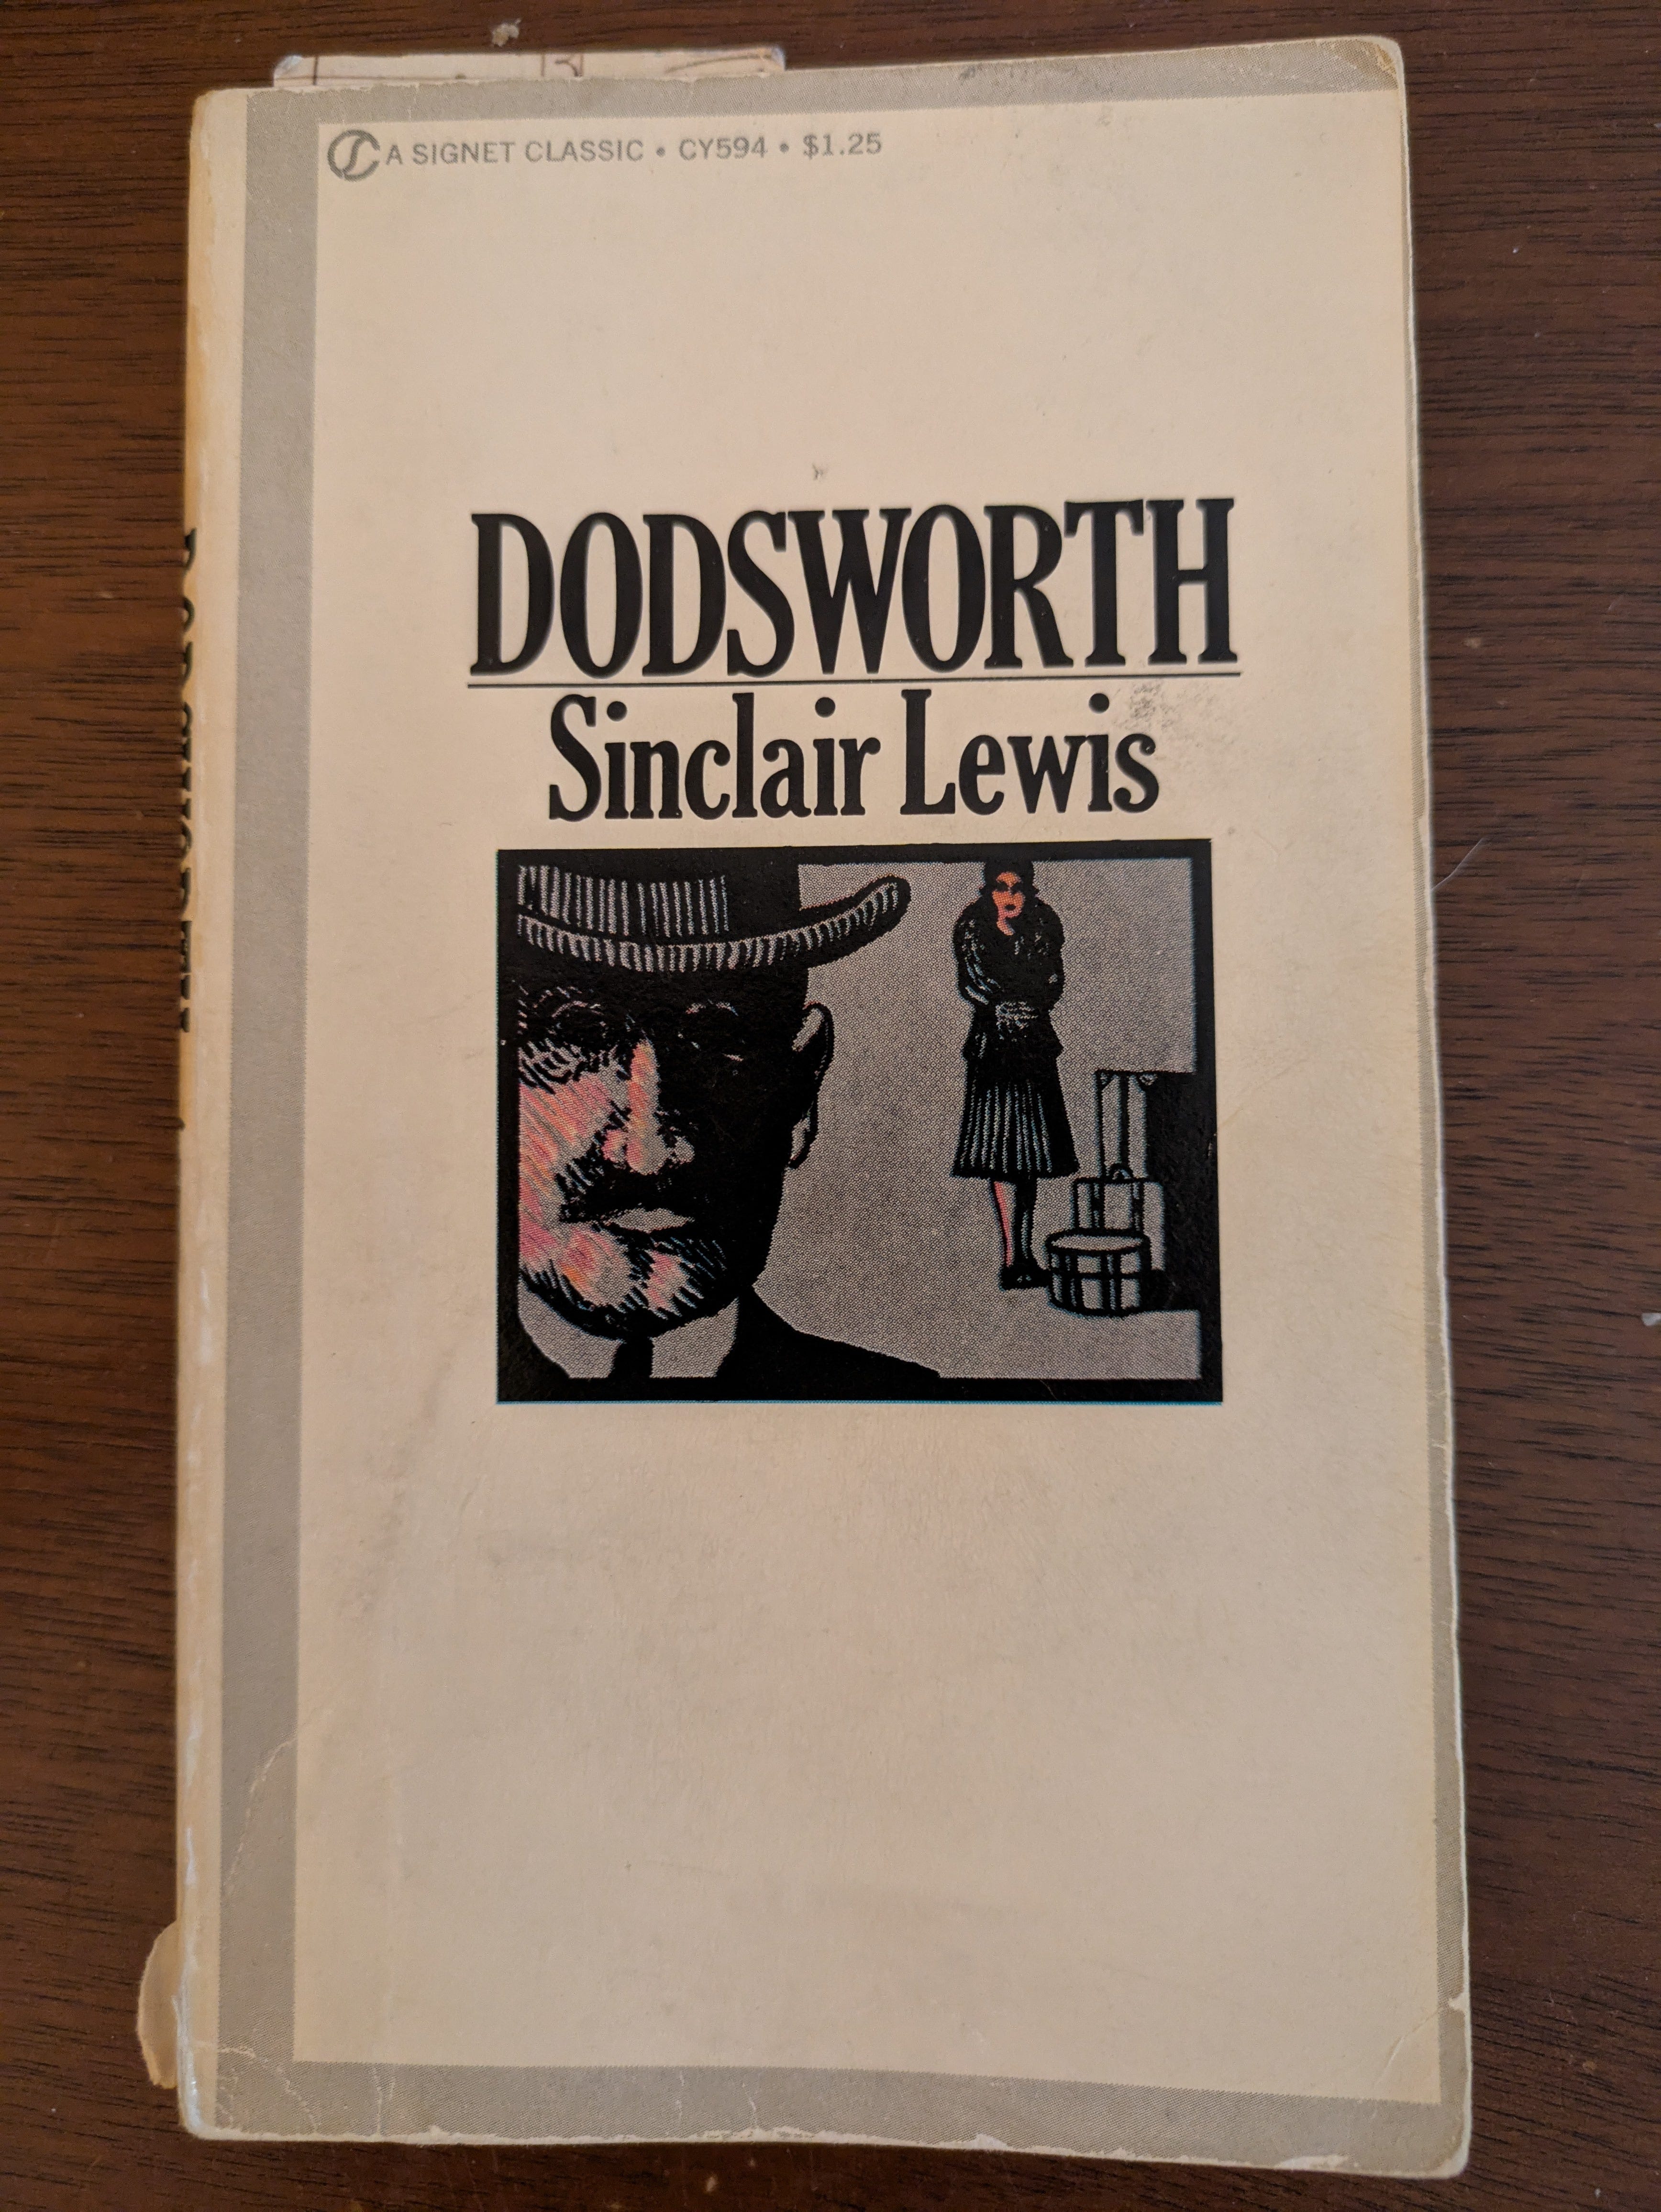 A SIGNET CLASSIC • CY594 • $1.25
DODSWORTH
Sinclair Lewis